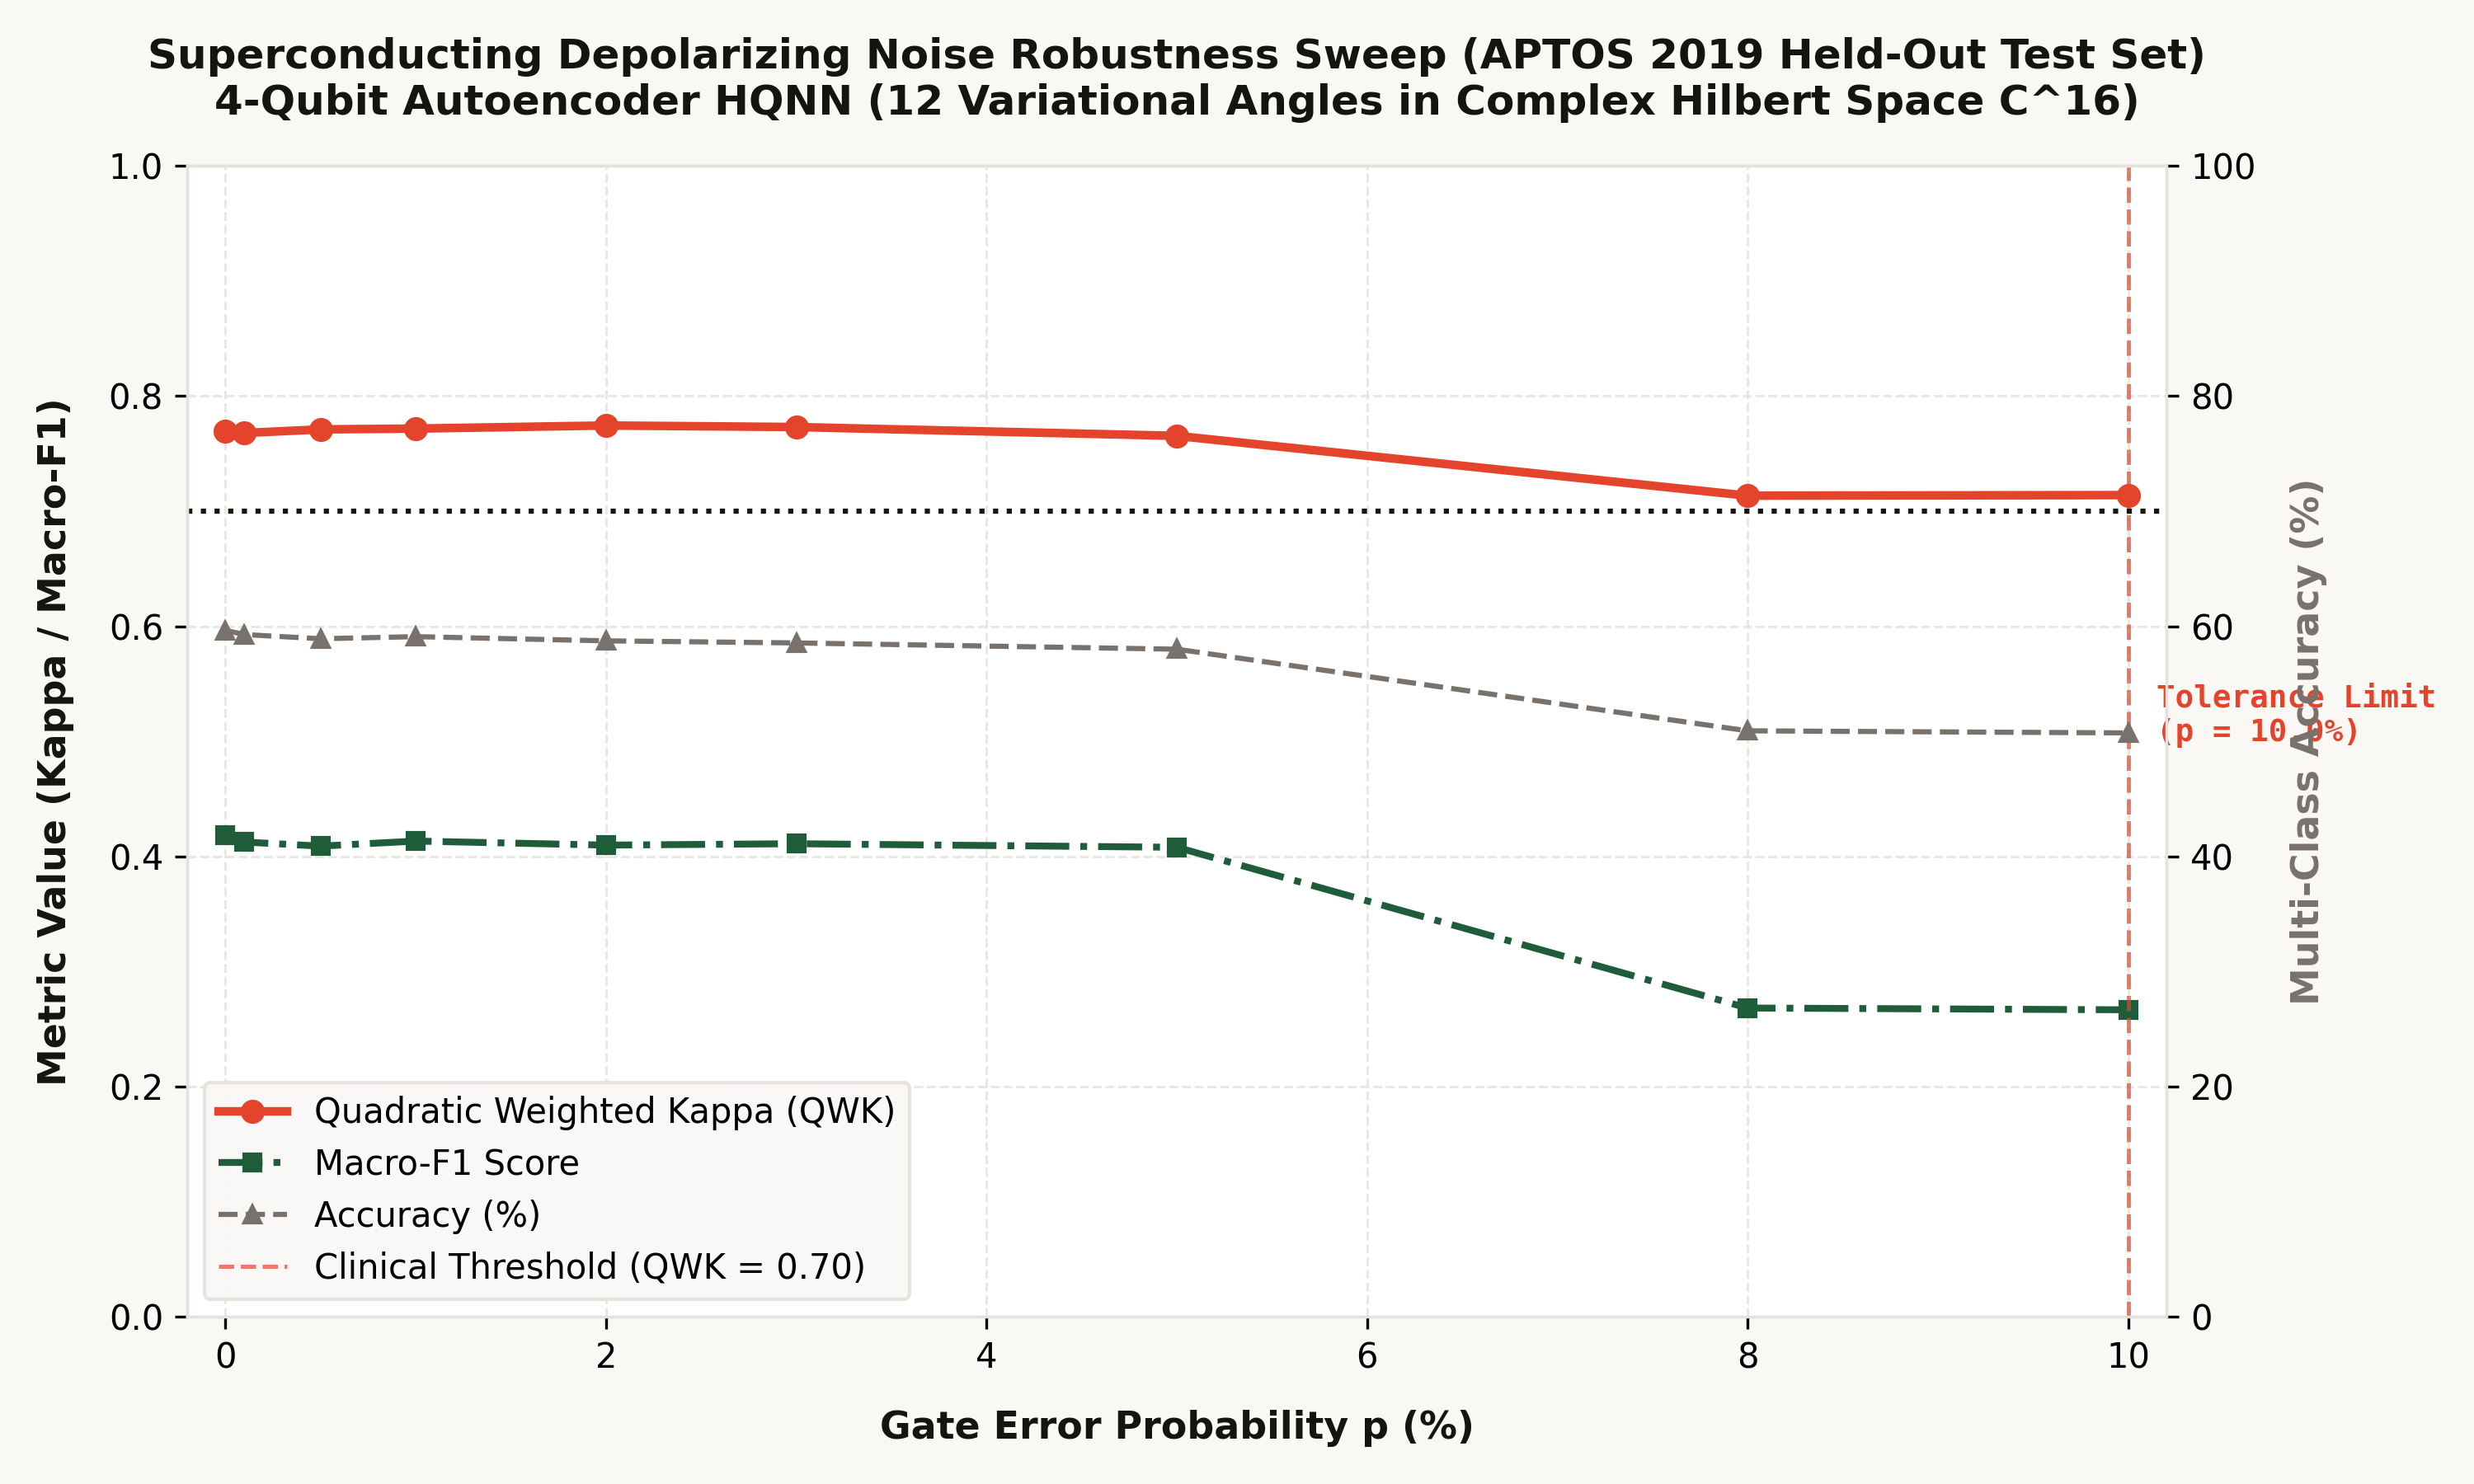 Superconducting Depolarizing Noise Robustness Sweep (APTOS 2019 Held-Out Test Set)
4-Qubit Autoencoder HQNN (12 Variational Angles in Complex Hilbert Space C^16)
Metric Value (Kappa / Macro-F1)
1.0
0.8
0.6
0.4
0.2
0.0
100
80
60
40
20
0
Multi-Class Accuracy (%)
Tolerance Limit
(p = 10.0%)
Quadratic Weighted Kappa (QWK)
Macro-F1 Score
Accuracy (%)
Clinical Threshold (QWK = 0.70)
0
2
4
6
8
10
Gate Error Probability p (%)